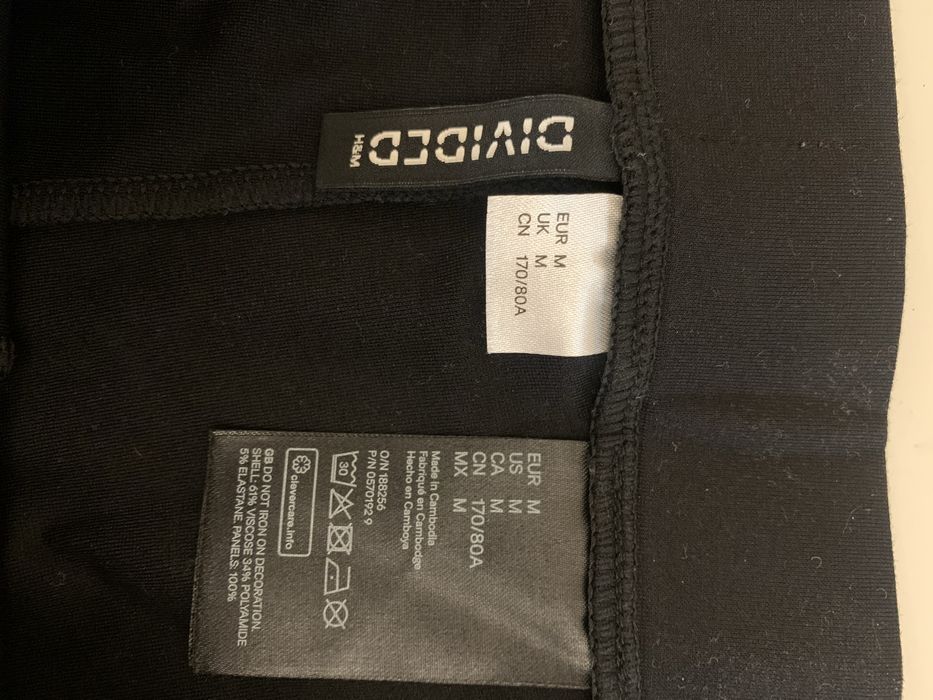 DIVIDED
H&M
EUR M
UK M
CN 170/80A
EUR M
US M
CA M
CN 170/80A
MX M
Made in Cambodia
Fabriqué en Cambodge
Hecho en Camboya
O/N 188256
P/N 0570192 9
30
clevercare.info
GB DO NOT IRON ON DECORATION.
SHELL: 61% VISCOSE 34% POLYAMIDE
5% ELASTANE. PANELS: 100%